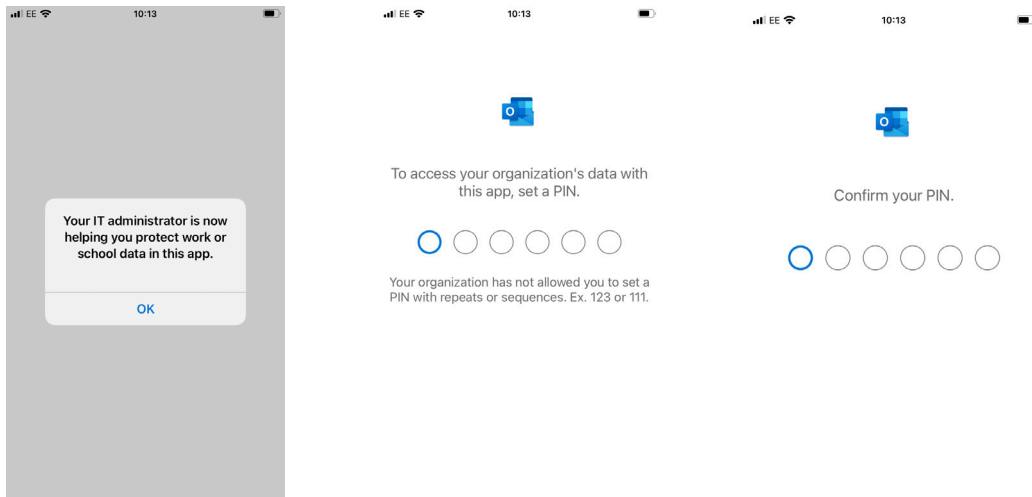 EE 10:13
Your IT administrator is now
helping you protect work or
school data in this app.
OK
EE 10:13
O
To access your organization's data with
this app, set a PIN.
Your organization has not allowed you to set a
PIN with repeats or sequences. Ex. 123 or 111.
EE 10:13
O
Confirm your PIN.